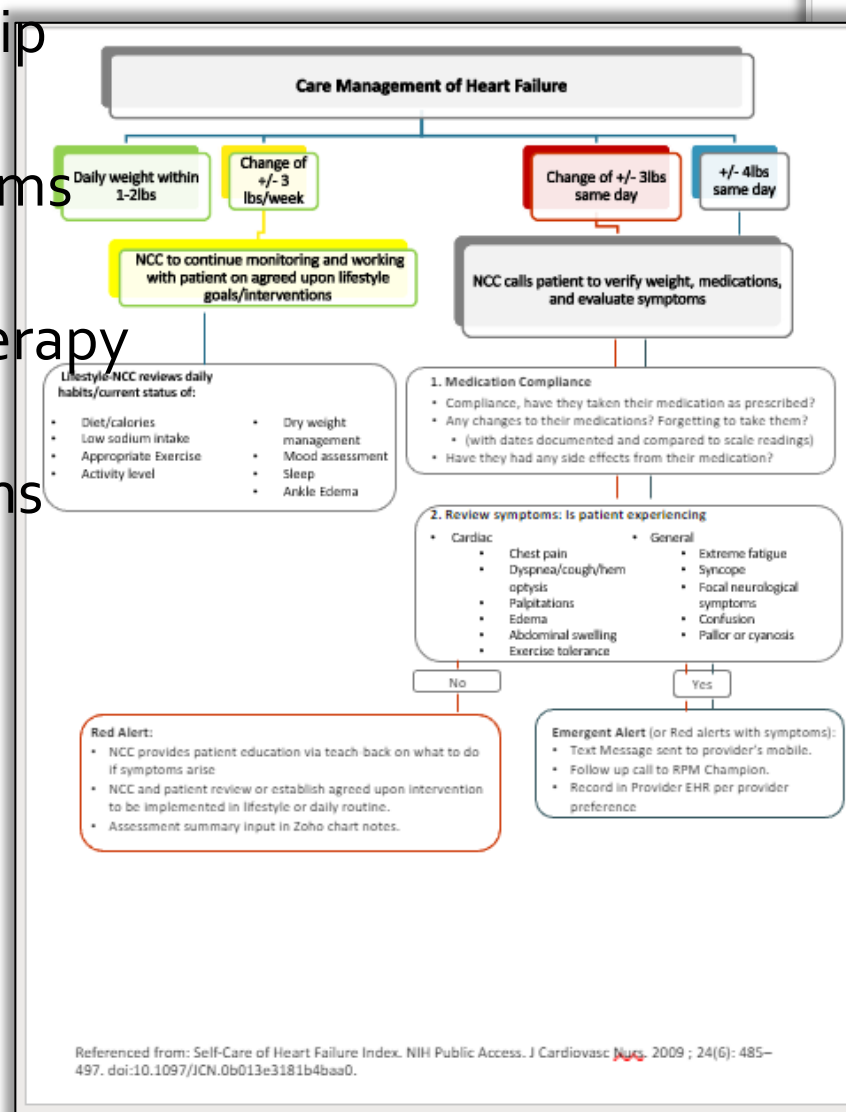 ip
ms
erapy
ns
Care Management of Heart Failure
Daily weight within
1-2lbs
Change of
+/- 3
lbs/week
Change of +/- 3lbs
same day
+/- 4lbs
same day
NCC to continue monitoring and working
with patient on agreed upon lifestyle
goals/interventions
NCC calls patient to verify weight, medications,
and evaluate symptoms
Lifestyle-NCC reviews daily
habits/current status of:
• Diet/calories
• Low sodium intake
• Appropriate Exercise
• Activity level
• Dry weight
management
• Mood assessment
• Sleep
• Ankle Edema
1. Medication Compliance
• Compliance, have they taken their medication as prescribed?
• Any changes to their medications? Forgetting to take them?
• (with dates documented and compared to scale readings)
• Have they had any side effects from their medication?
2. Review symptoms: Is patient experiencing
• Cardiac
• Chest pain
• Dyspnea/cough/hem
optysis
• Palpitations
• Edema
• Abdominal swelling
• Exercise tolerance
• General
• Extreme fatigue
• Syncope
• Focal neurological
symptoms
• Confusion
• Pallor or cyanosis
No
Yes
Red Alert:
• NCC provides patient education via teach-back on what to do
if symptoms arise
• NCC and patient review or establish agreed upon intervention
to be implemented in lifestyle or daily routine.
• Assessment summary input in Zoho chart notes.
Emergent Alert (or Red alerts with symptoms):
• Text Message sent to provider's mobile.
• Follow up call to RPM Champion.
• Record in Provider EHR per provider
preference
Referenced from: Self-Care of Heart Failure Index. NIH Public Access. J Cardiovasc Nurs. 2009 ; 24(6): 485–
497. doi:10.1097/JCN.0b013e3181b4baa0.